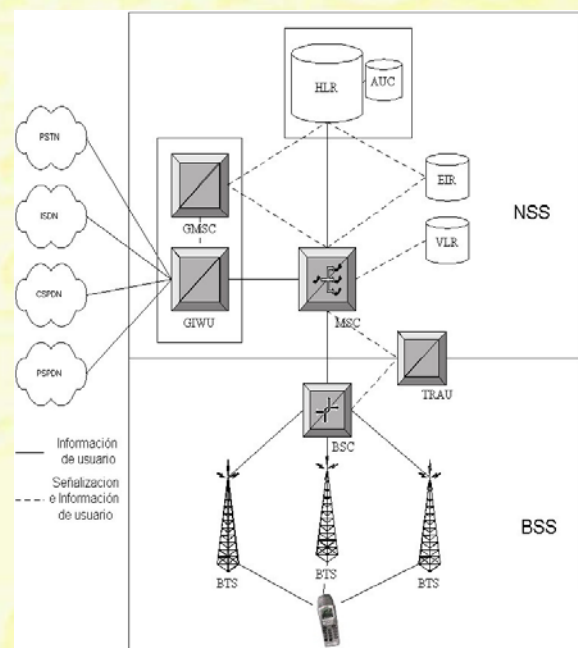 HLR
AUC
PSTN
EIR
ISDN
GMSC
NSS
VLR
CSPDN
GIWU
MSC
PSPDN
TRAU
Información
de usuario
BSC
Señalizacion
e Información
de usuario
BSS
BTS
BTS
BTS